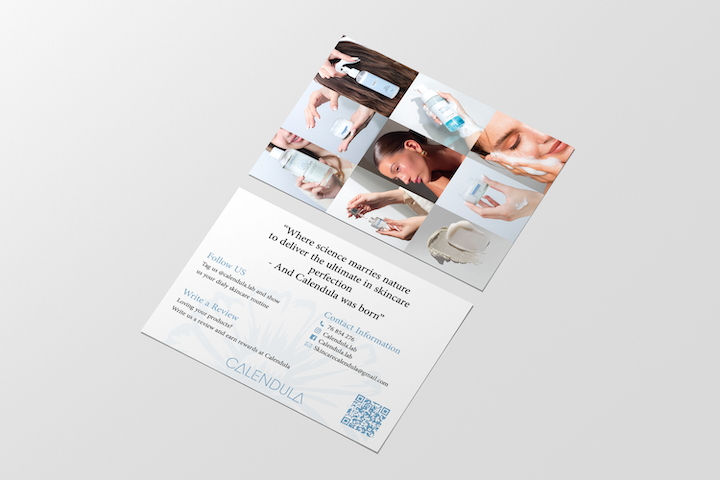 “Where science marries nature
to deliver the ultimate in skincare
perfection
- And Calendula was born”
Follow US
Tag us @calendula.lab and show
us your dialy skincare routine
Write a Review
Loving your products?
Write us a review and earn rewards at Calendula
Contact Information
76 854 276
Calendula.lab
Calendula.lab
Skincarecalendula@gmail.com
CALENDULA